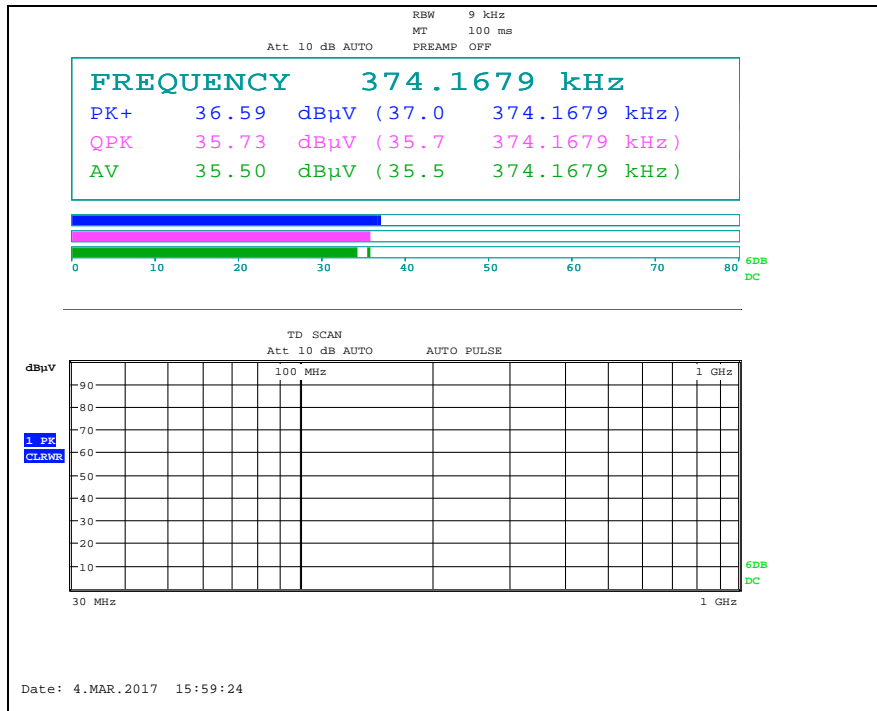 RBW 9 kHz
MT 100 ms
Att 10 dB AUTO PREAMP OFF
FREQUENCY 374.1679 kHz
PK+ 36.59 dBµV (37.0 374.1679 kHz)
QPK 35.73 dBµV (35.7 374.1679 kHz)
AV 35.50 dBµV (35.5 374.1679 kHz)
0 10 20 30 40 50 60 70 80
6DB
DC
TD SCAN
Att 10 dB AUTO AUTO PULSE
dBµV
100 MHz 1 GHz
90
80
70
1 PK
60
CLRWR
50
40
30
20
10
6DB
DC
30 MHz 1 GHz
Date: 4.MAR.2017 15:59:24